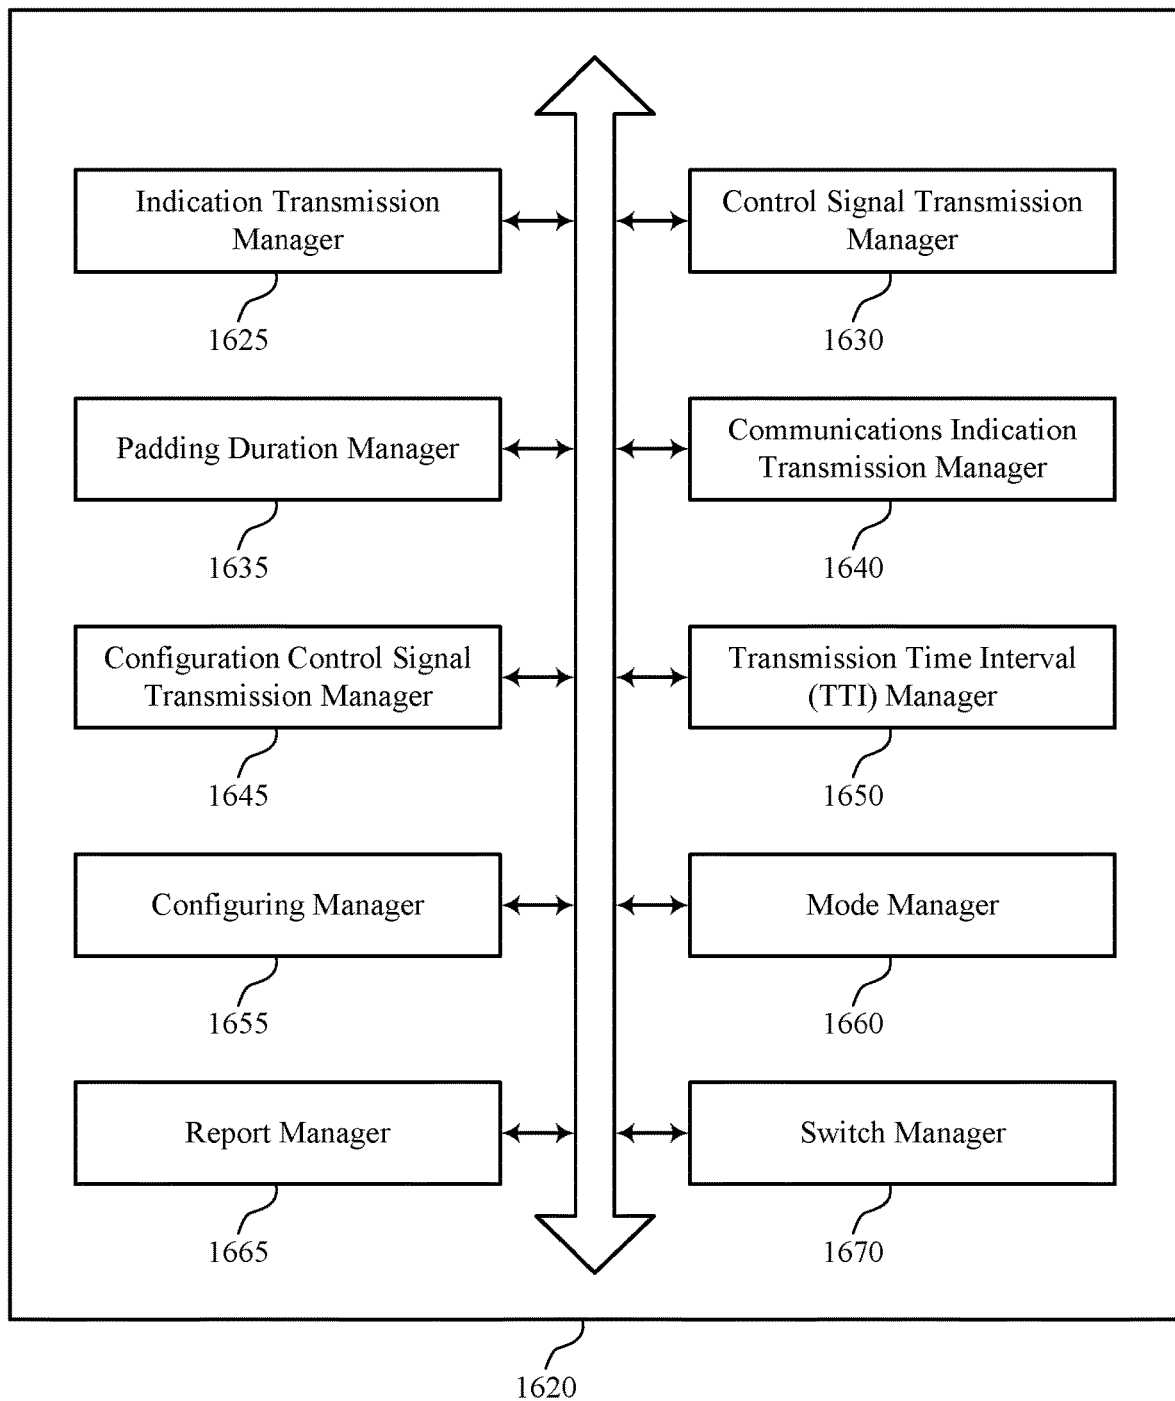 Indication Transmission
Manager
1625
Control Signal Transmission
Manager
1630
Padding Duration Manager
1635
Communications Indication
Transmission Manager
1640
Configuration Control Signal
Transmission Manager
1645
Transmission Time Interval
(TTI) Manager
1650
Configuring Manager
1655
Mode Manager
1660
Report Manager
1665
Switch Manager
1670
1620